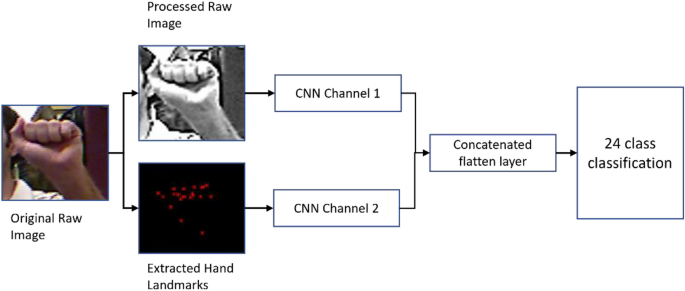 Processed Raw
Image
CNN Channel 1
Concatenated
flatten layer
24 class
classification
CNN Channel 2
Original Raw
Image
Extracted Hand
Landmarks